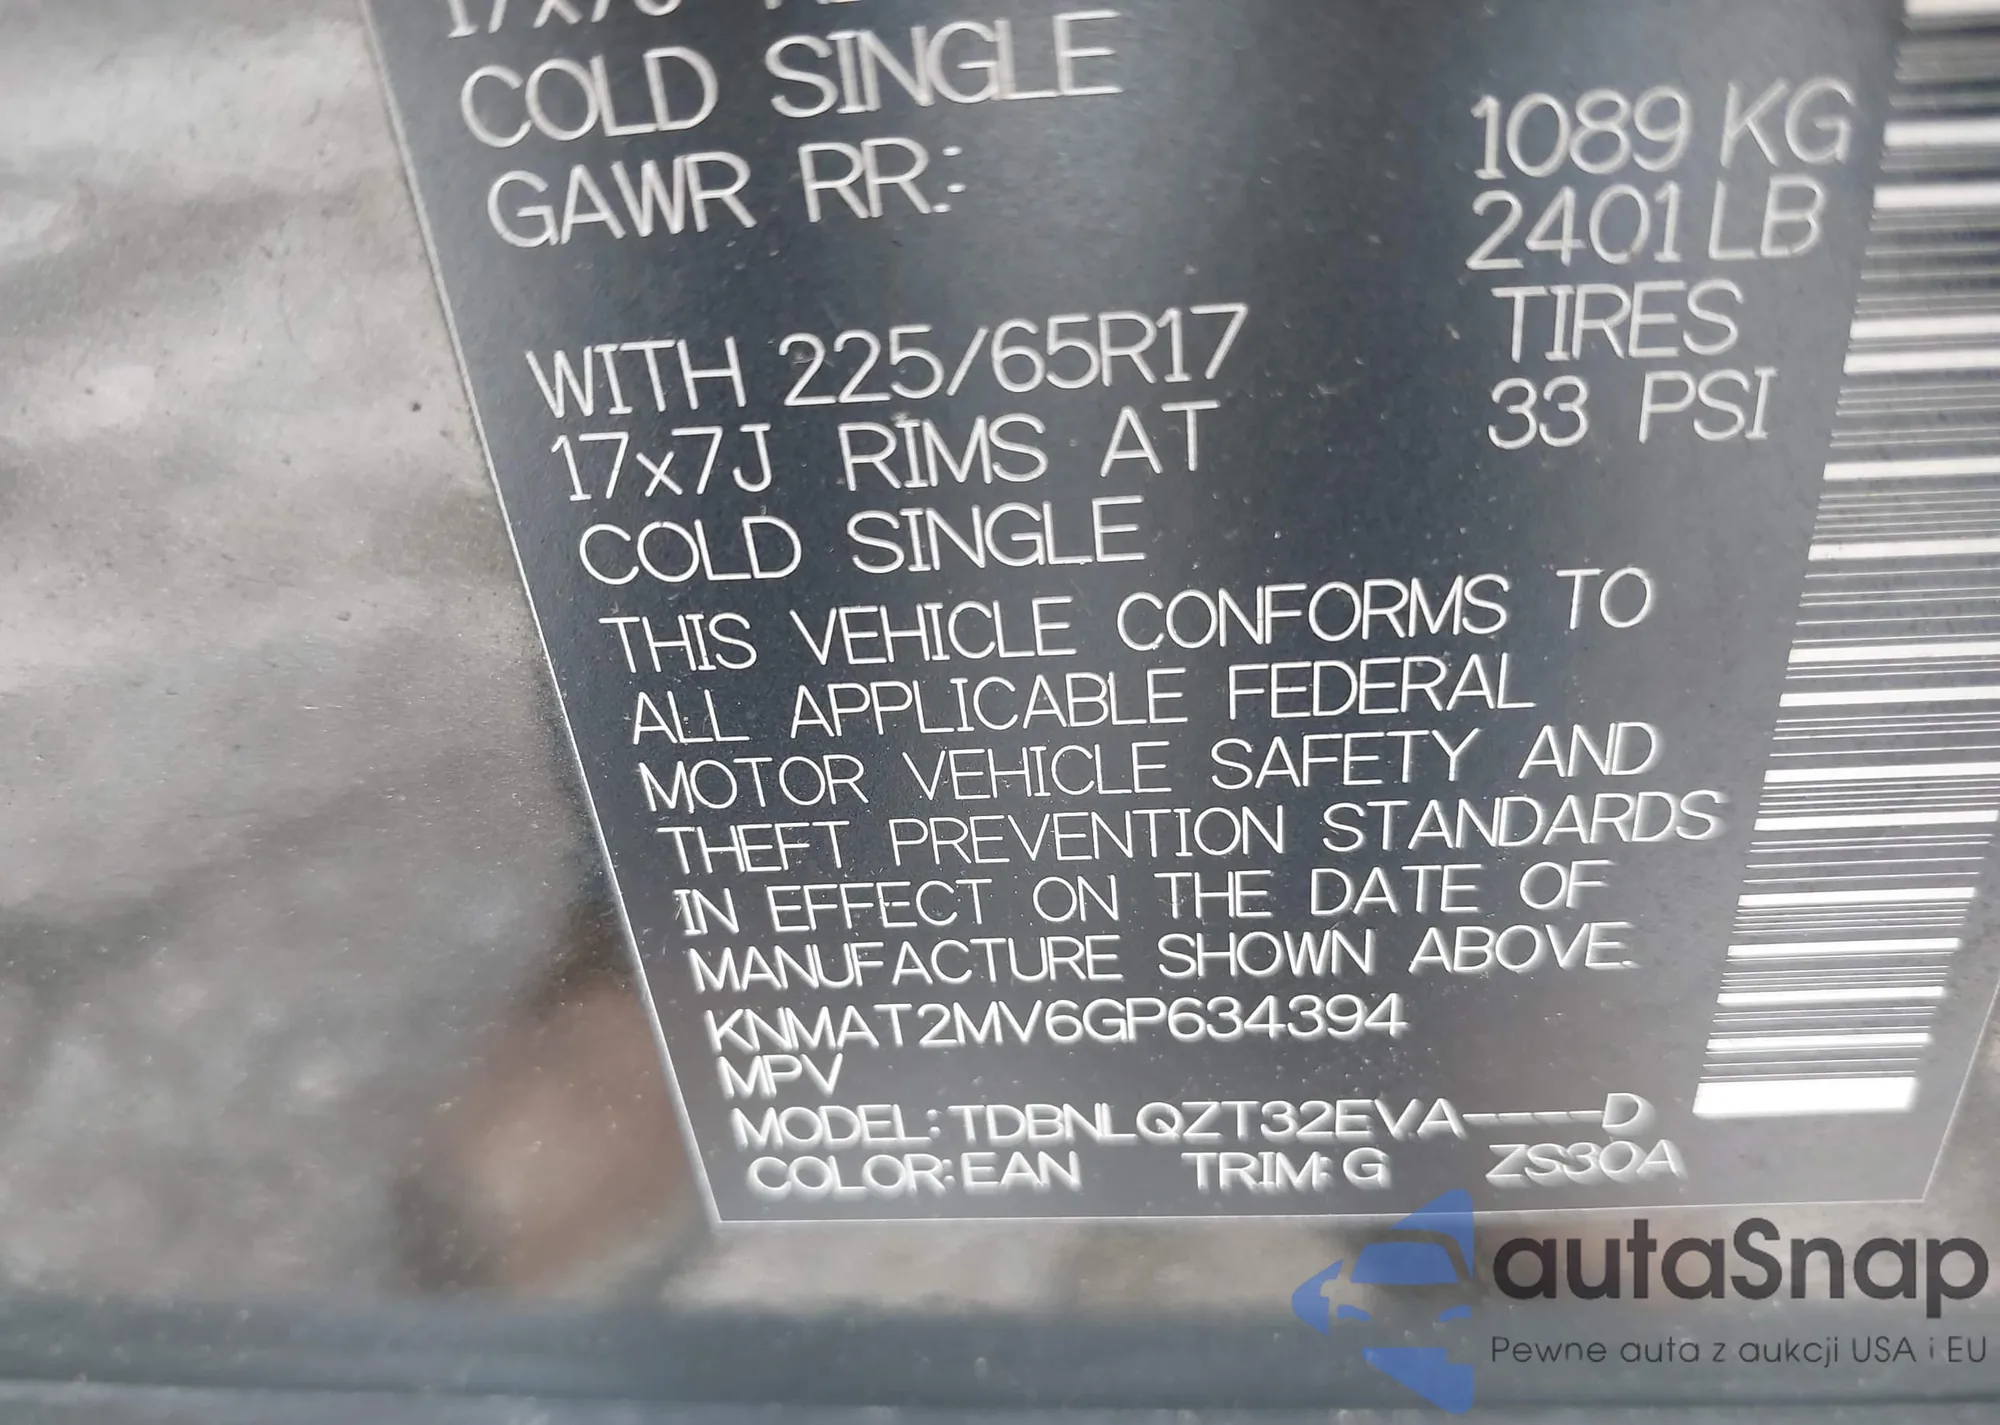 17x7J
COLD SINGLE
GAWR RR: 1089 KG
2401 LB
WITH 225/65R17 TIRES
17x7J RIMS AT 33 PSI
COLD SINGLE
THIS VEHICLE CONFORMS TO
ALL APPLICABLE FEDERAL
MOTOR VEHICLE SAFETY AND
THEFT PREVENTION STANDARDS
IN EFFECT ON THE DATE OF
MANUFACTURE SHOWN ABOVE.
KNMAT2MV6GP634394
MPV
MODEL:TDBNLQZT32EVA----D
COLOR:EAN TRIM:G ZS30A
autaSnap
Pewne auta z aukcji USA i EU